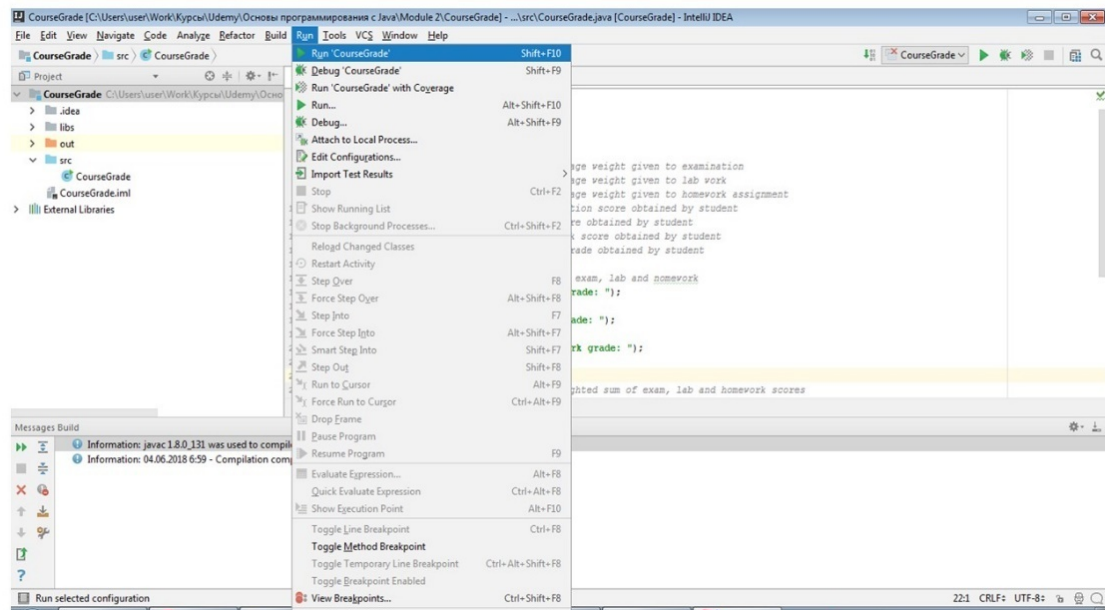 CourseGrade [C:\Users\user\Work\Курсы\Udemy\Основы программирования с Java\Module 2\CourseGrade] - ...\src\CourseGrade.java [CourseGrade] - IntelliJ IDEA
File Edit View Navigate Code Analyze Refactor Build Run Tools VCS Window Help
CourseGrade src CourseGrade
CourseGrade
Project
CourseGrade C:\Users\user\Work\Курсы\Udemy\Осно
.idea
libs
out
src
CourseGrade
CourseGrade.iml
External Libraries
Run 'CourseGrade' Shift+F10
Debug 'CourseGrade' Shift+F9
Run 'CourseGrade' with Coverage
Run... Alt+Shift+F10
Debug... Alt+Shift+F9
Attach to Local Process...
Edit Configurations...
Import Test Results
Stop Ctrl+F2
Show Running List
Stop Background Processes... Ctrl+Shift+F2
Reload Changed Classes
Restart Activity
Step Over F8
Force Step Over Alt+Shift+F8
Step Into F7
Force Step Into Alt+Shift+F7
Smart Step Into Shift+F7
Step Out Shift+F8
Run to Cursor Alt+F9
Force Run to Cursor Ctrl+Alt+F9
Drop Frame
Pause Program
Resume Program F9
Evaluate Expression... Alt+F8
Quick Evaluate Expression Ctrl+Alt+F8
Show Execution Point Alt+F10
Toggle Line Breakpoint Ctrl+F8
Toggle Method Breakpoint
Toggle Temporary Line Breakpoint Ctrl+Alt+Shift+F8
Toggle Breakpoint Enabled
View Breakpoints... Ctrl+Shift+F8
age weight given to examination
age weight given to lab work
age weight given to homework assignment
tion score obtained by student
re obtained by student
k score obtained by student
rade obtained by student
exam, lab and nomework
rade: ");
ade: ");
rk grade: ");
ghted sum of exam, lab and homework scores
Messages Build
Information: javac 1.8.0_131 was used to compile
Information: 04.06.2018 6:59 - Compilation com
Run selected configuration
22:1 CRLF: UTF-8: